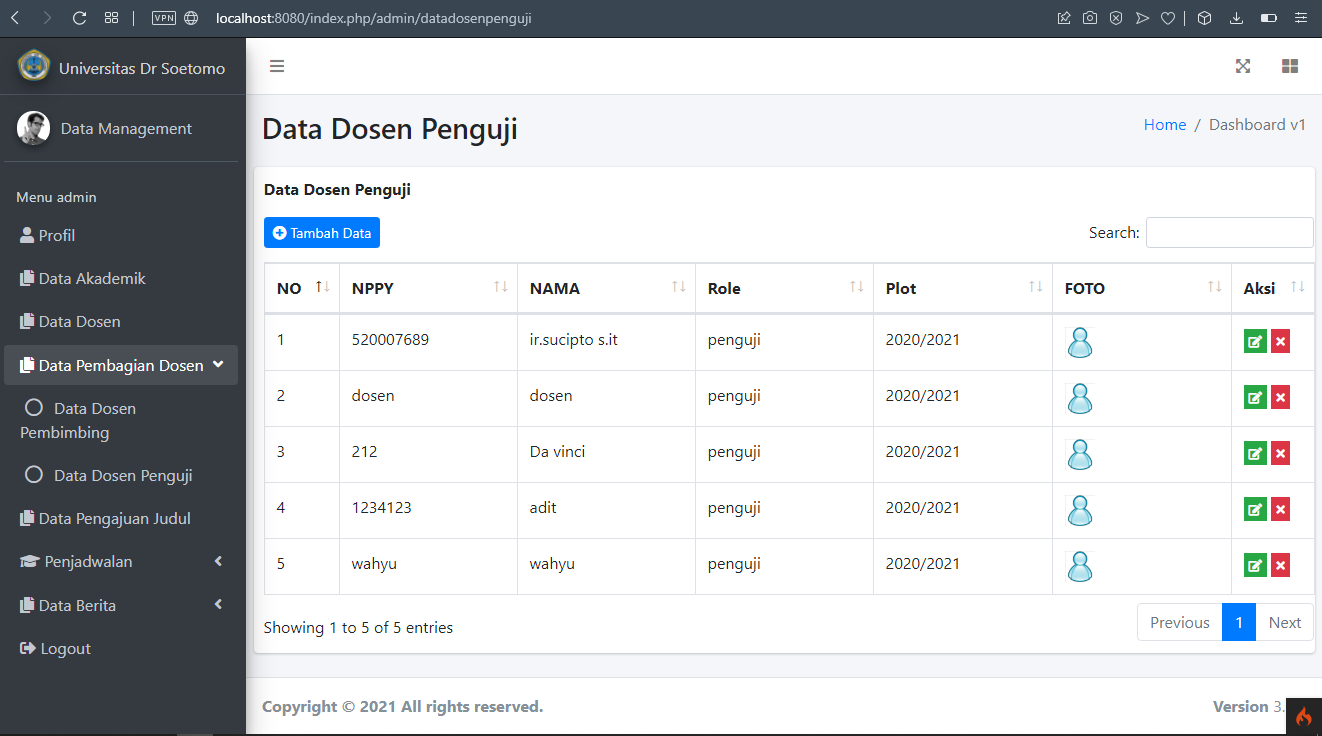 VPN localhost:8080/index.php/admin/datadosenpenguji
Universitas Dr Soetomo
Data Management
Menu admin
Profil
Data Akademik
Data Dosen
Data Pembagian Dosen
Data Dosen
Pembimbing
Data Dosen Penguji
Data Pengajuan Judul
Penjadwalan
Data Berita
Logout
Data Dosen Penguji
Home / Dashboard v1
Data Dosen Penguji
Tambah Data
Search:
NO NPPY NAMA Role Plot FOTO Aksi
1 520007689 ir.sucipto s.it penguji 2020/2021
2 dosen dosen penguji 2020/2021
3 212 Da vinci penguji 2020/2021
4 1234123 adit penguji 2020/2021
5 wahyu wahyu penguji 2020/2021
Showing 1 to 5 of 5 entries
Previous 1 Next
Copyright © 2021 All rights reserved.
Version 3.